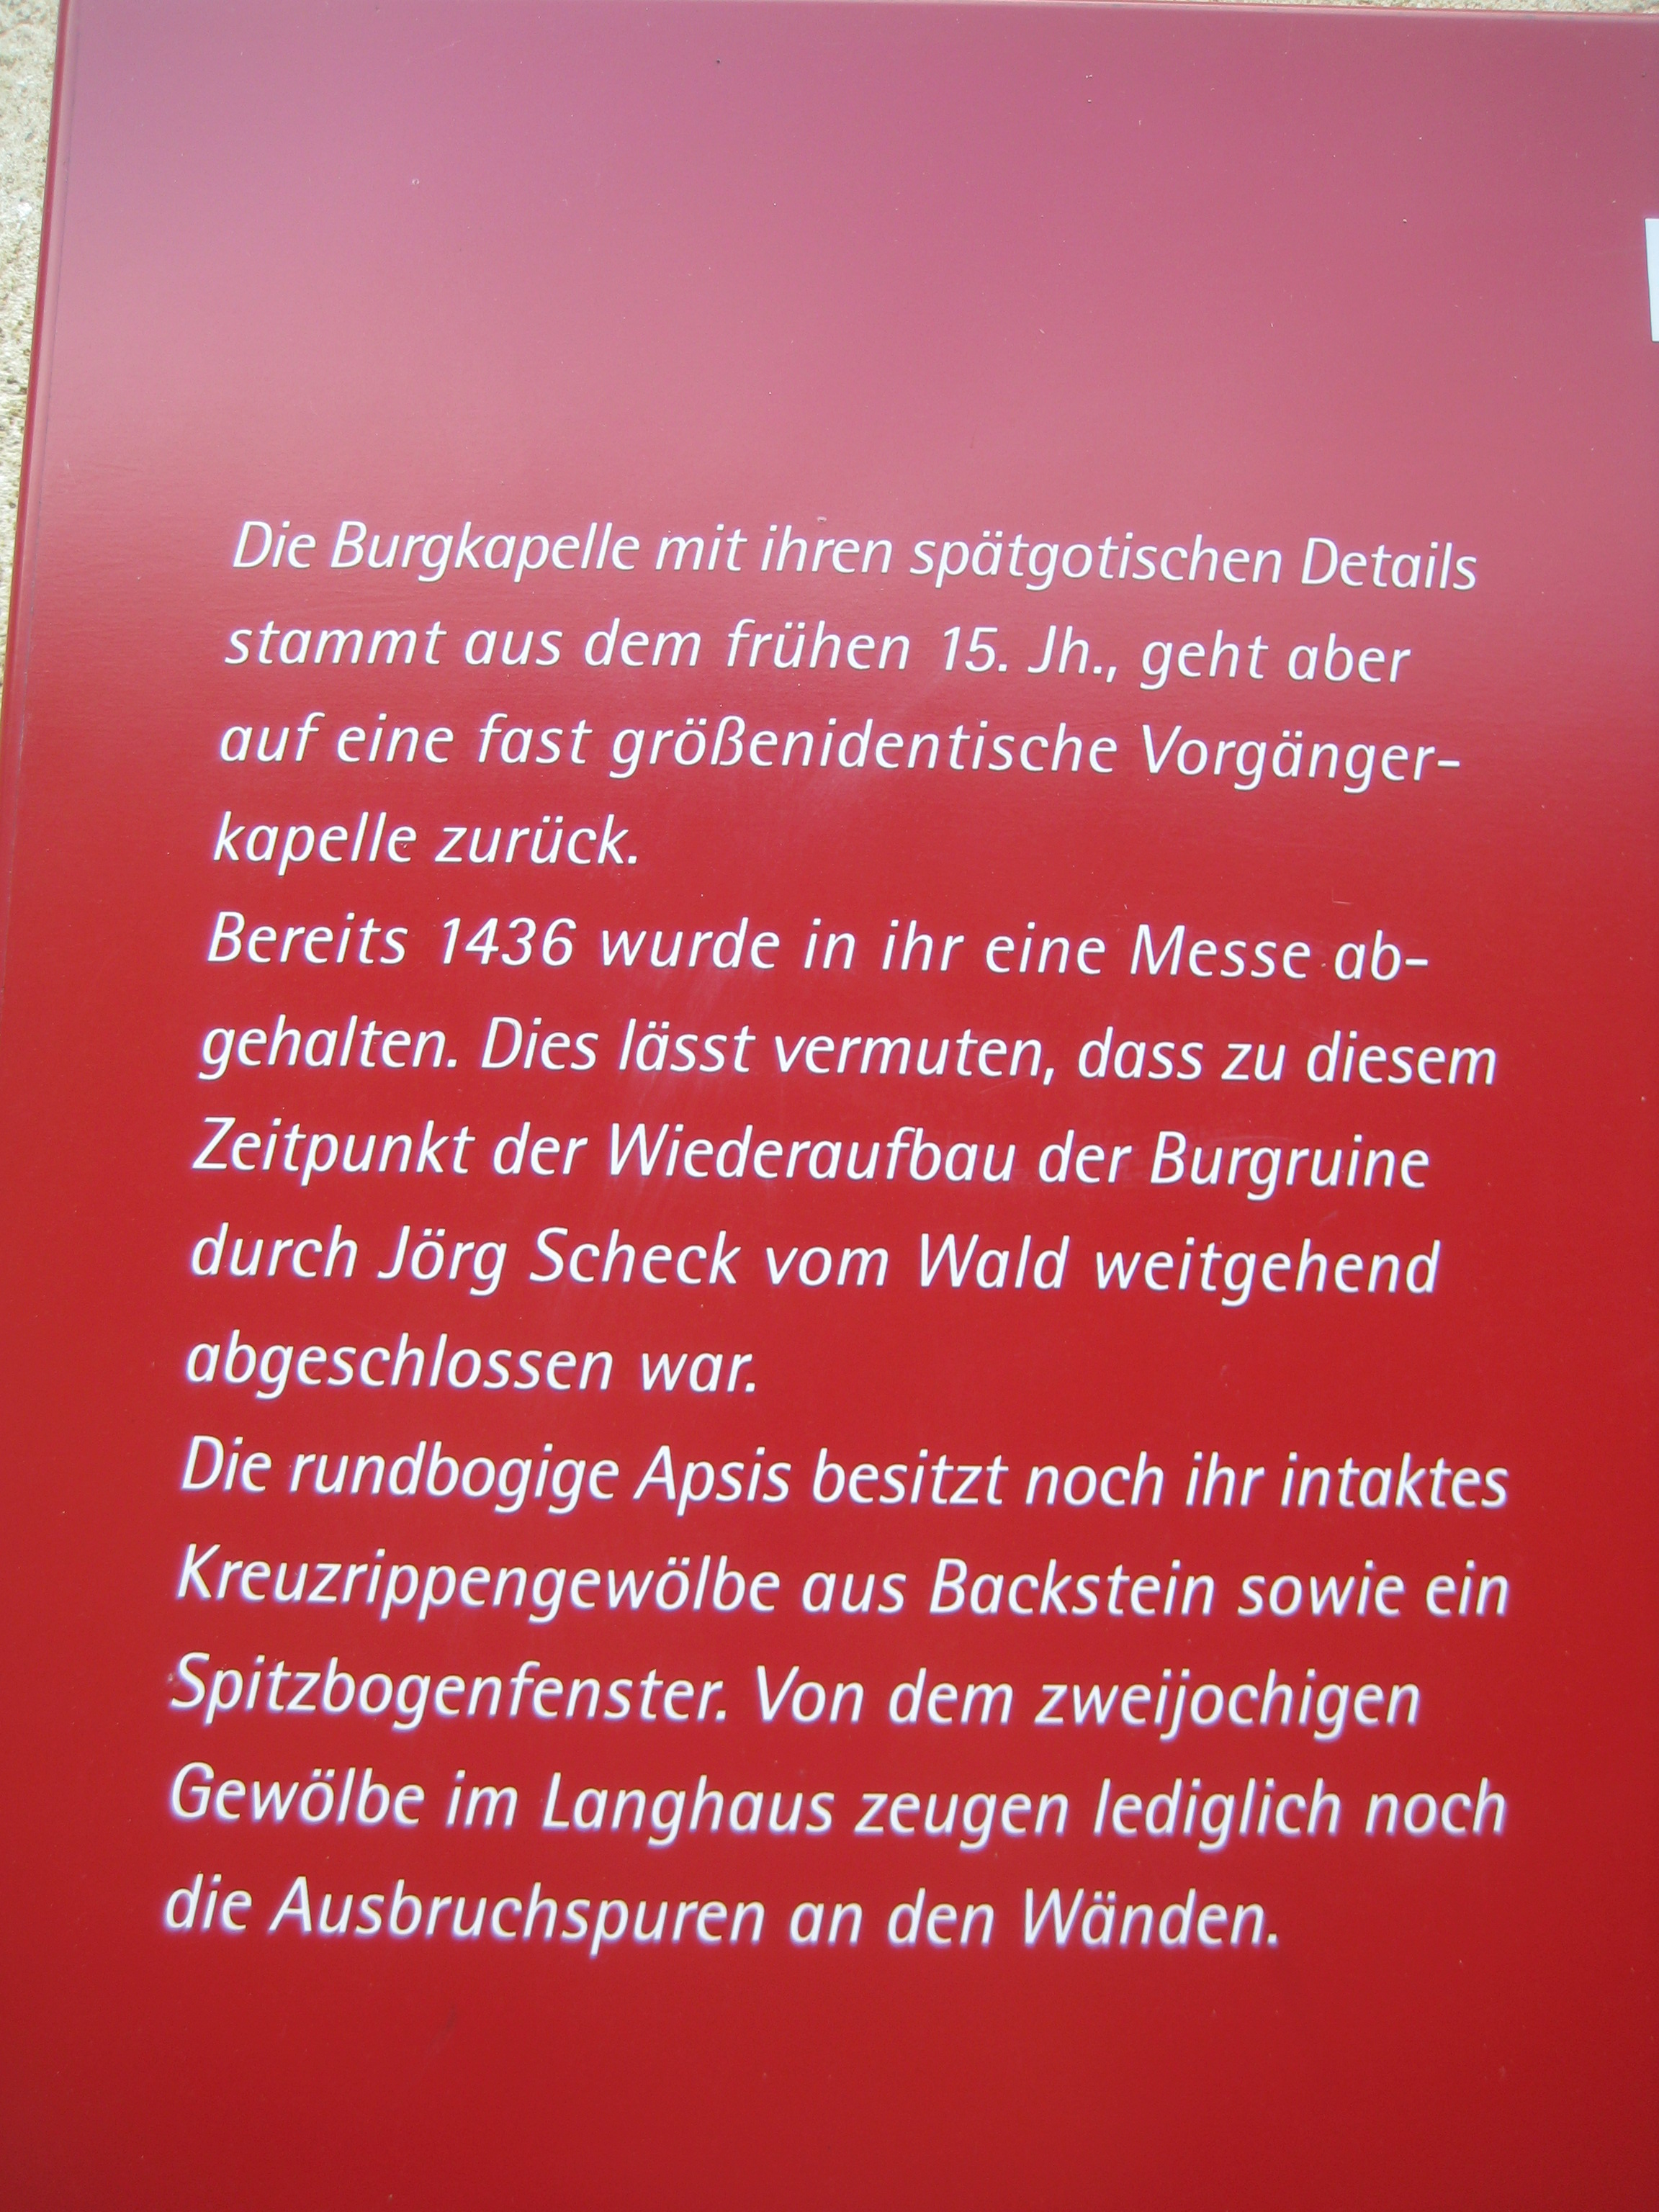 Die Burgkapelle mit ihren spätgotischen Details
stammt aus dem frühen 15. Jh., geht aber
auf eine fast größenidentische Vorgänger-
kapelle zurück.
Bereits 1436 wurde in ihr eine Messe ab-
gehalten. Dies lässt vermuten, dass zu diesem
Zeitpunkt der Wiederaufbau der Burgruine
durch Jörg Scheck vom Wald weitgehend
abgeschlossen war.
Die rundbogige Apsis besitzt noch ihr intaktes
Kreuzrippengewölbe aus Backstein sowie ein
Spitzbogenfenster. Von dem zweijochigen
Gewölbe im Langhaus zeugen lediglich noch
die Ausbruchspuren an den Wänden.